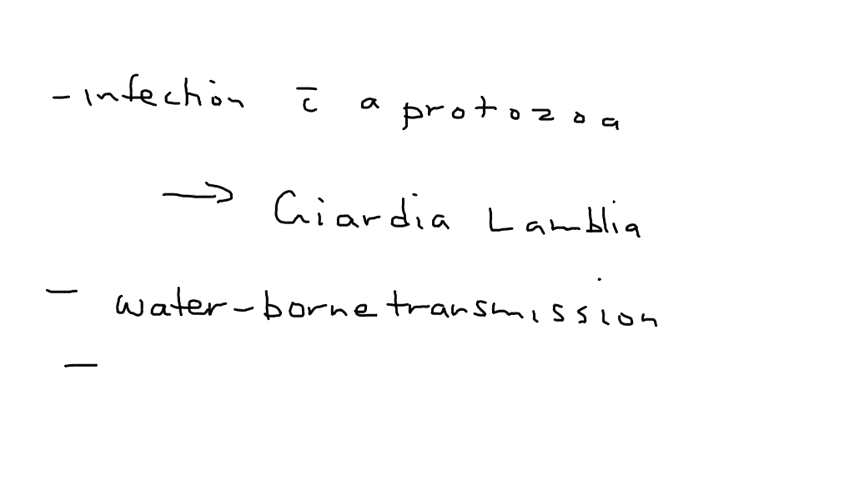 - infection c̄ a protozoa
→ Giardia Lamblia
- water-borne transmission
-